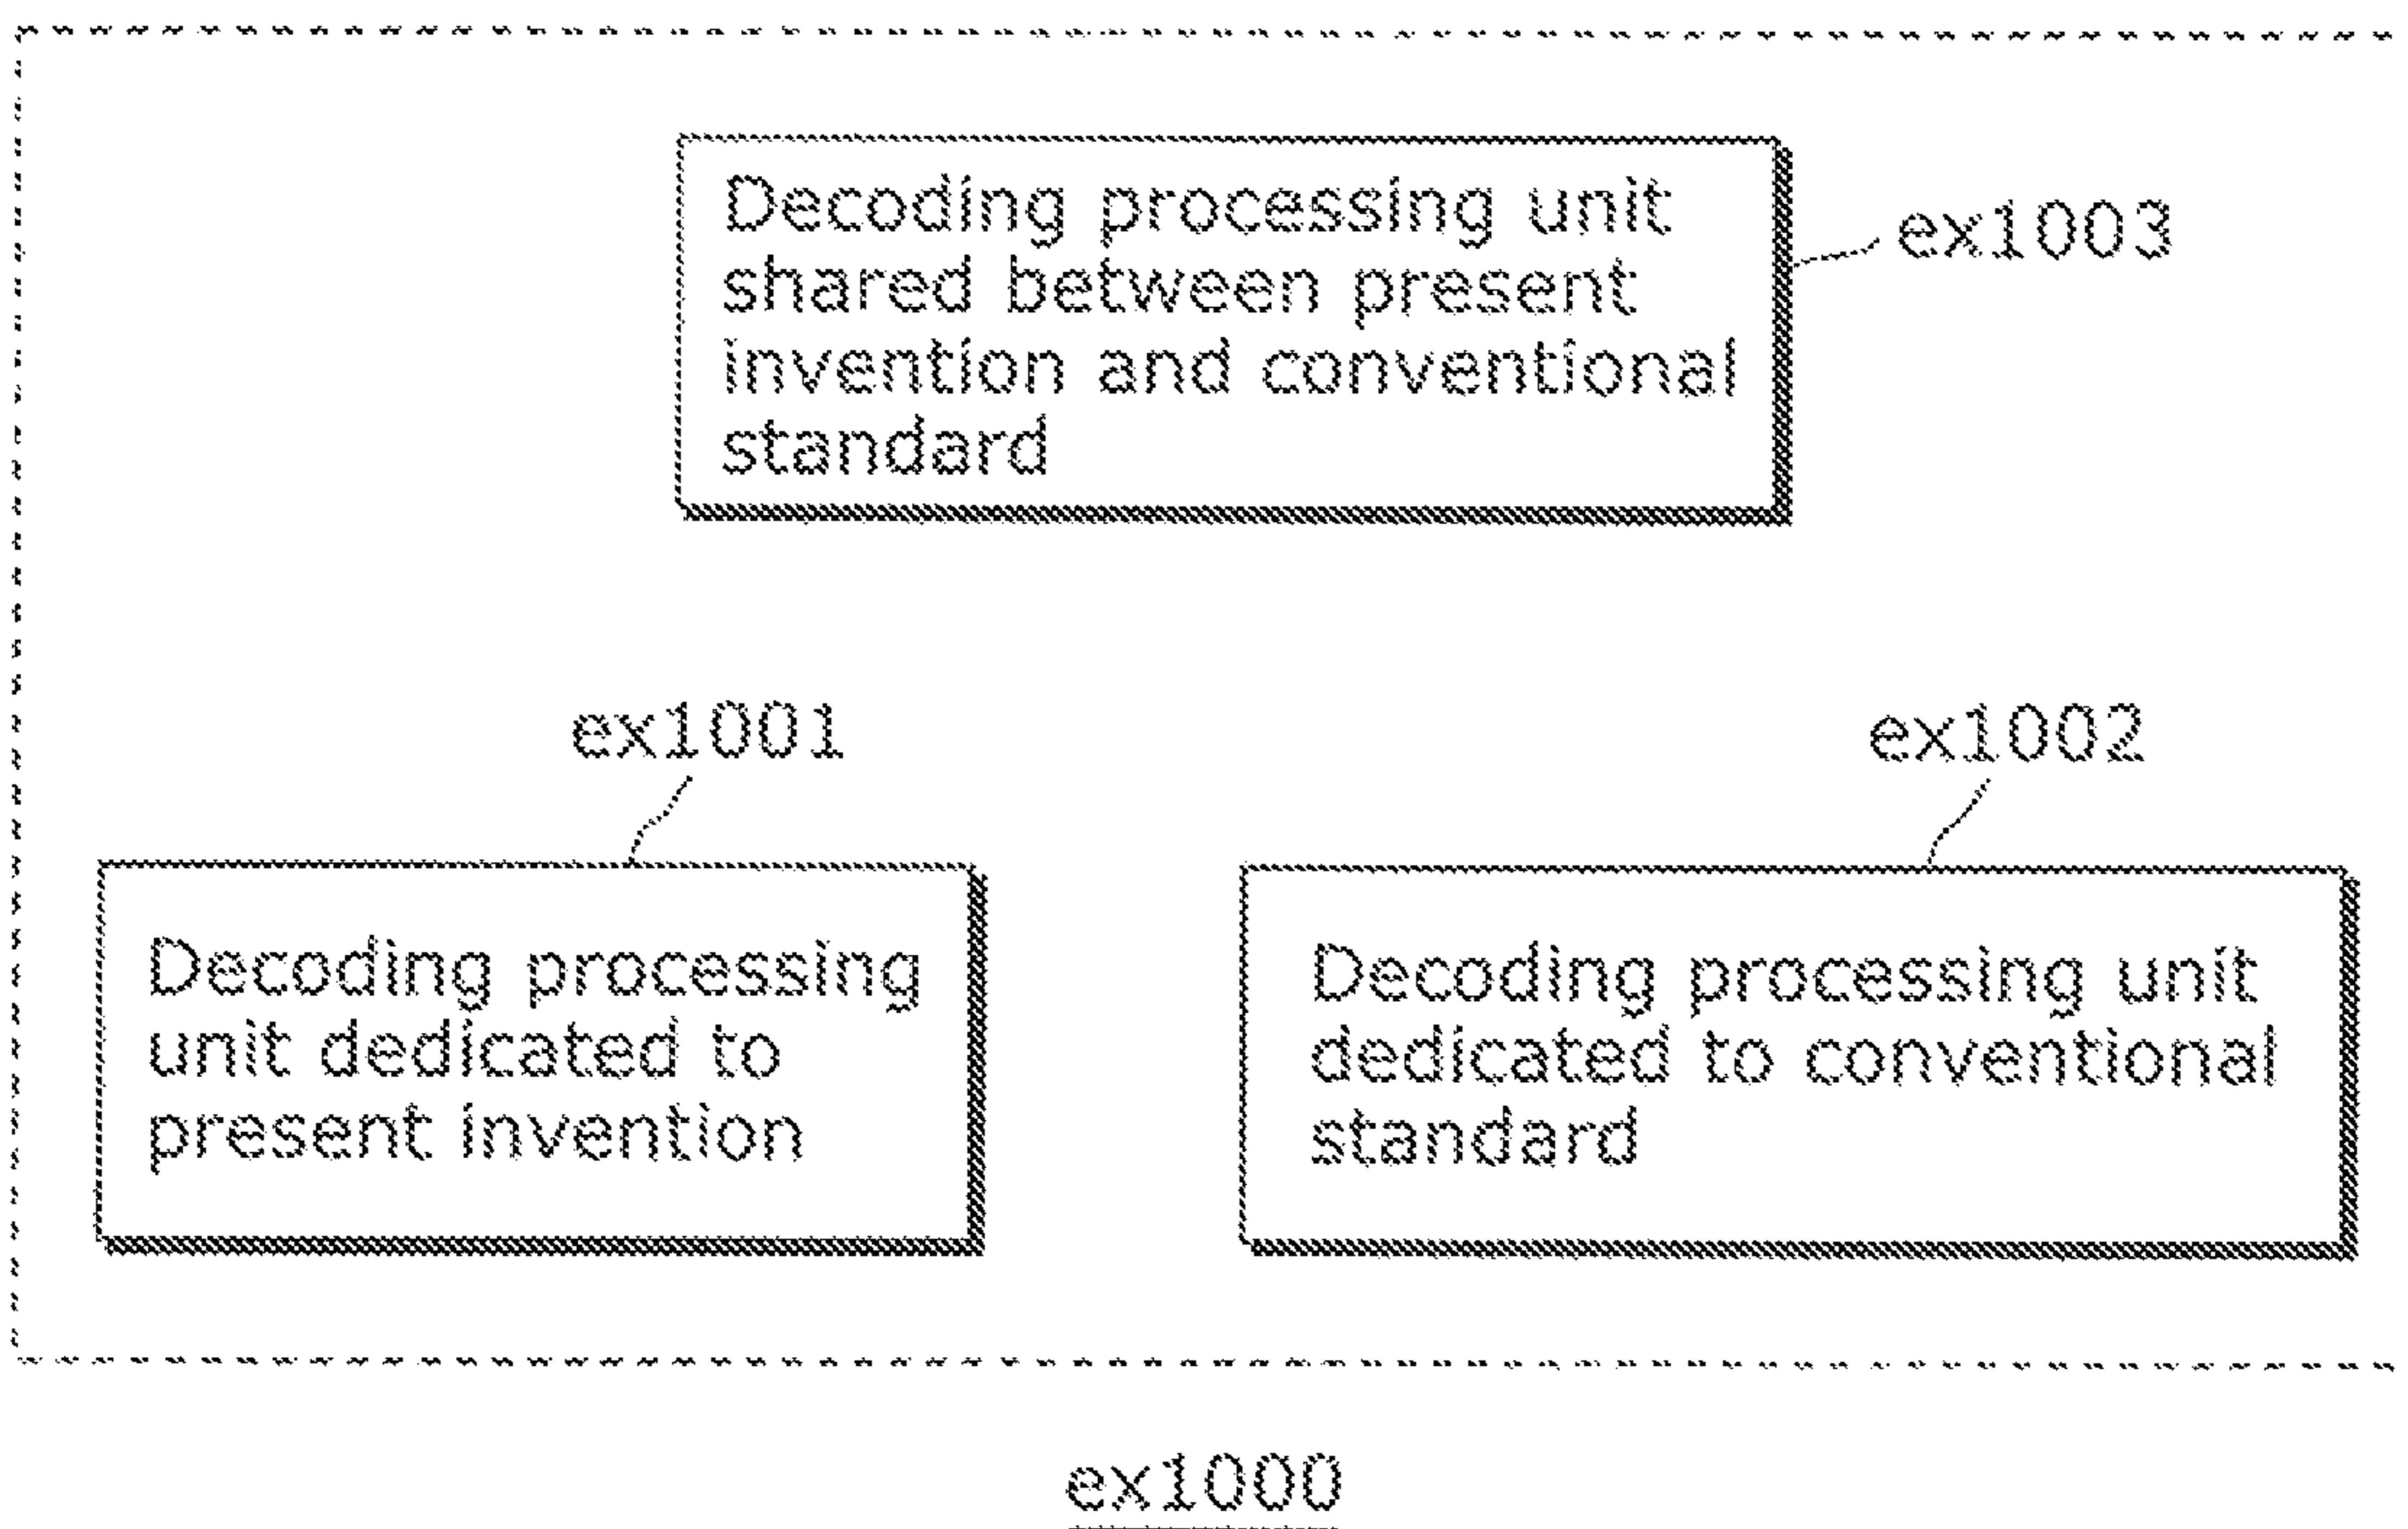 Decoding processing unit
shared between present
invention and conventional
standard
ex1003
ex1001
ex1002
Decoding processing
unit dedicated to
present invention
Decoding processing unit
dedicated to conventional
standard
ex1000